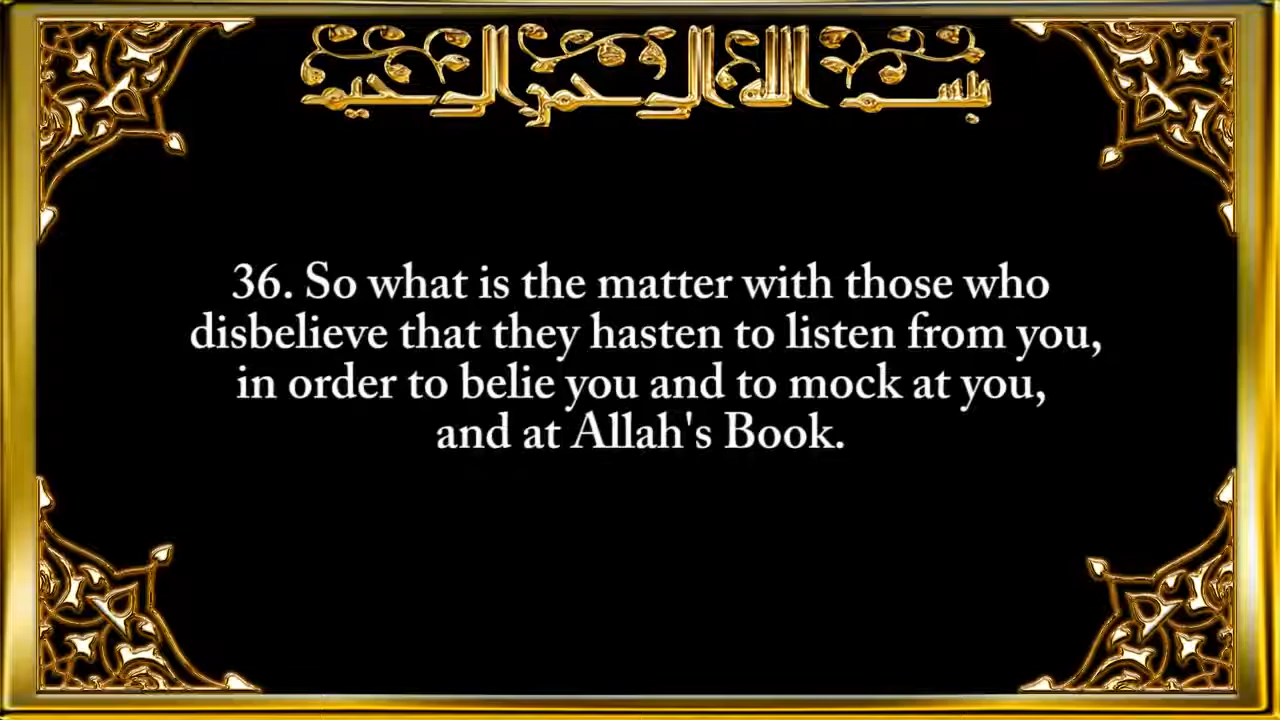 بسم الله الرحمن الرحيم
36. So what is the matter with those who
disbelieve that they hasten to listen from you,
in order to belie you and to mock at you,
and at Allah's Book.